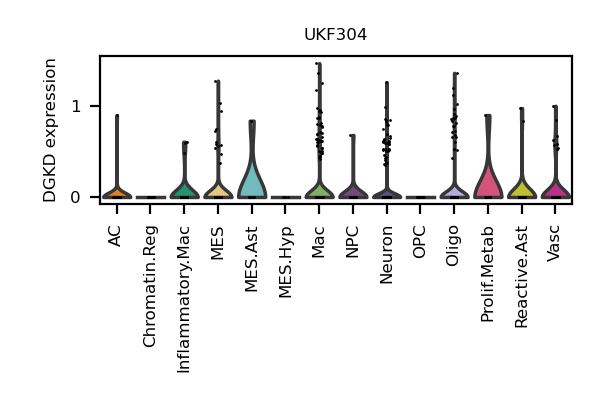 UKF304
DGKD expression
1
0
AC
Chromatin.Reg
Inflammatory.Mac
MES
MES.Ast
MES.Hyp
Mac
NPC
Neuron
OPC
Oligo
Prolif.Metab
Reactive.Ast
Vasc